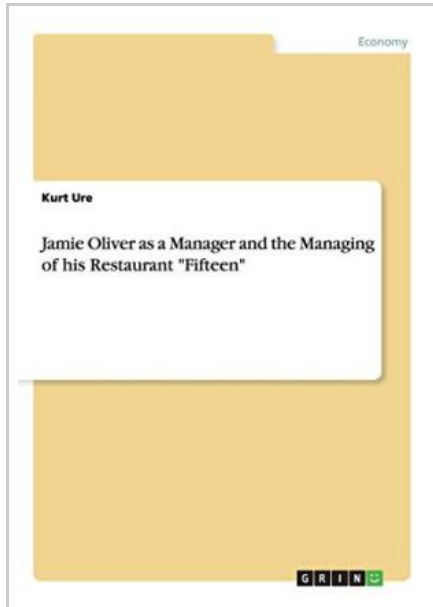 Economy
Kurt Ure
Jamie Oliver as a Manager and the Managing
of his Restaurant "Fifteen"
GRIN